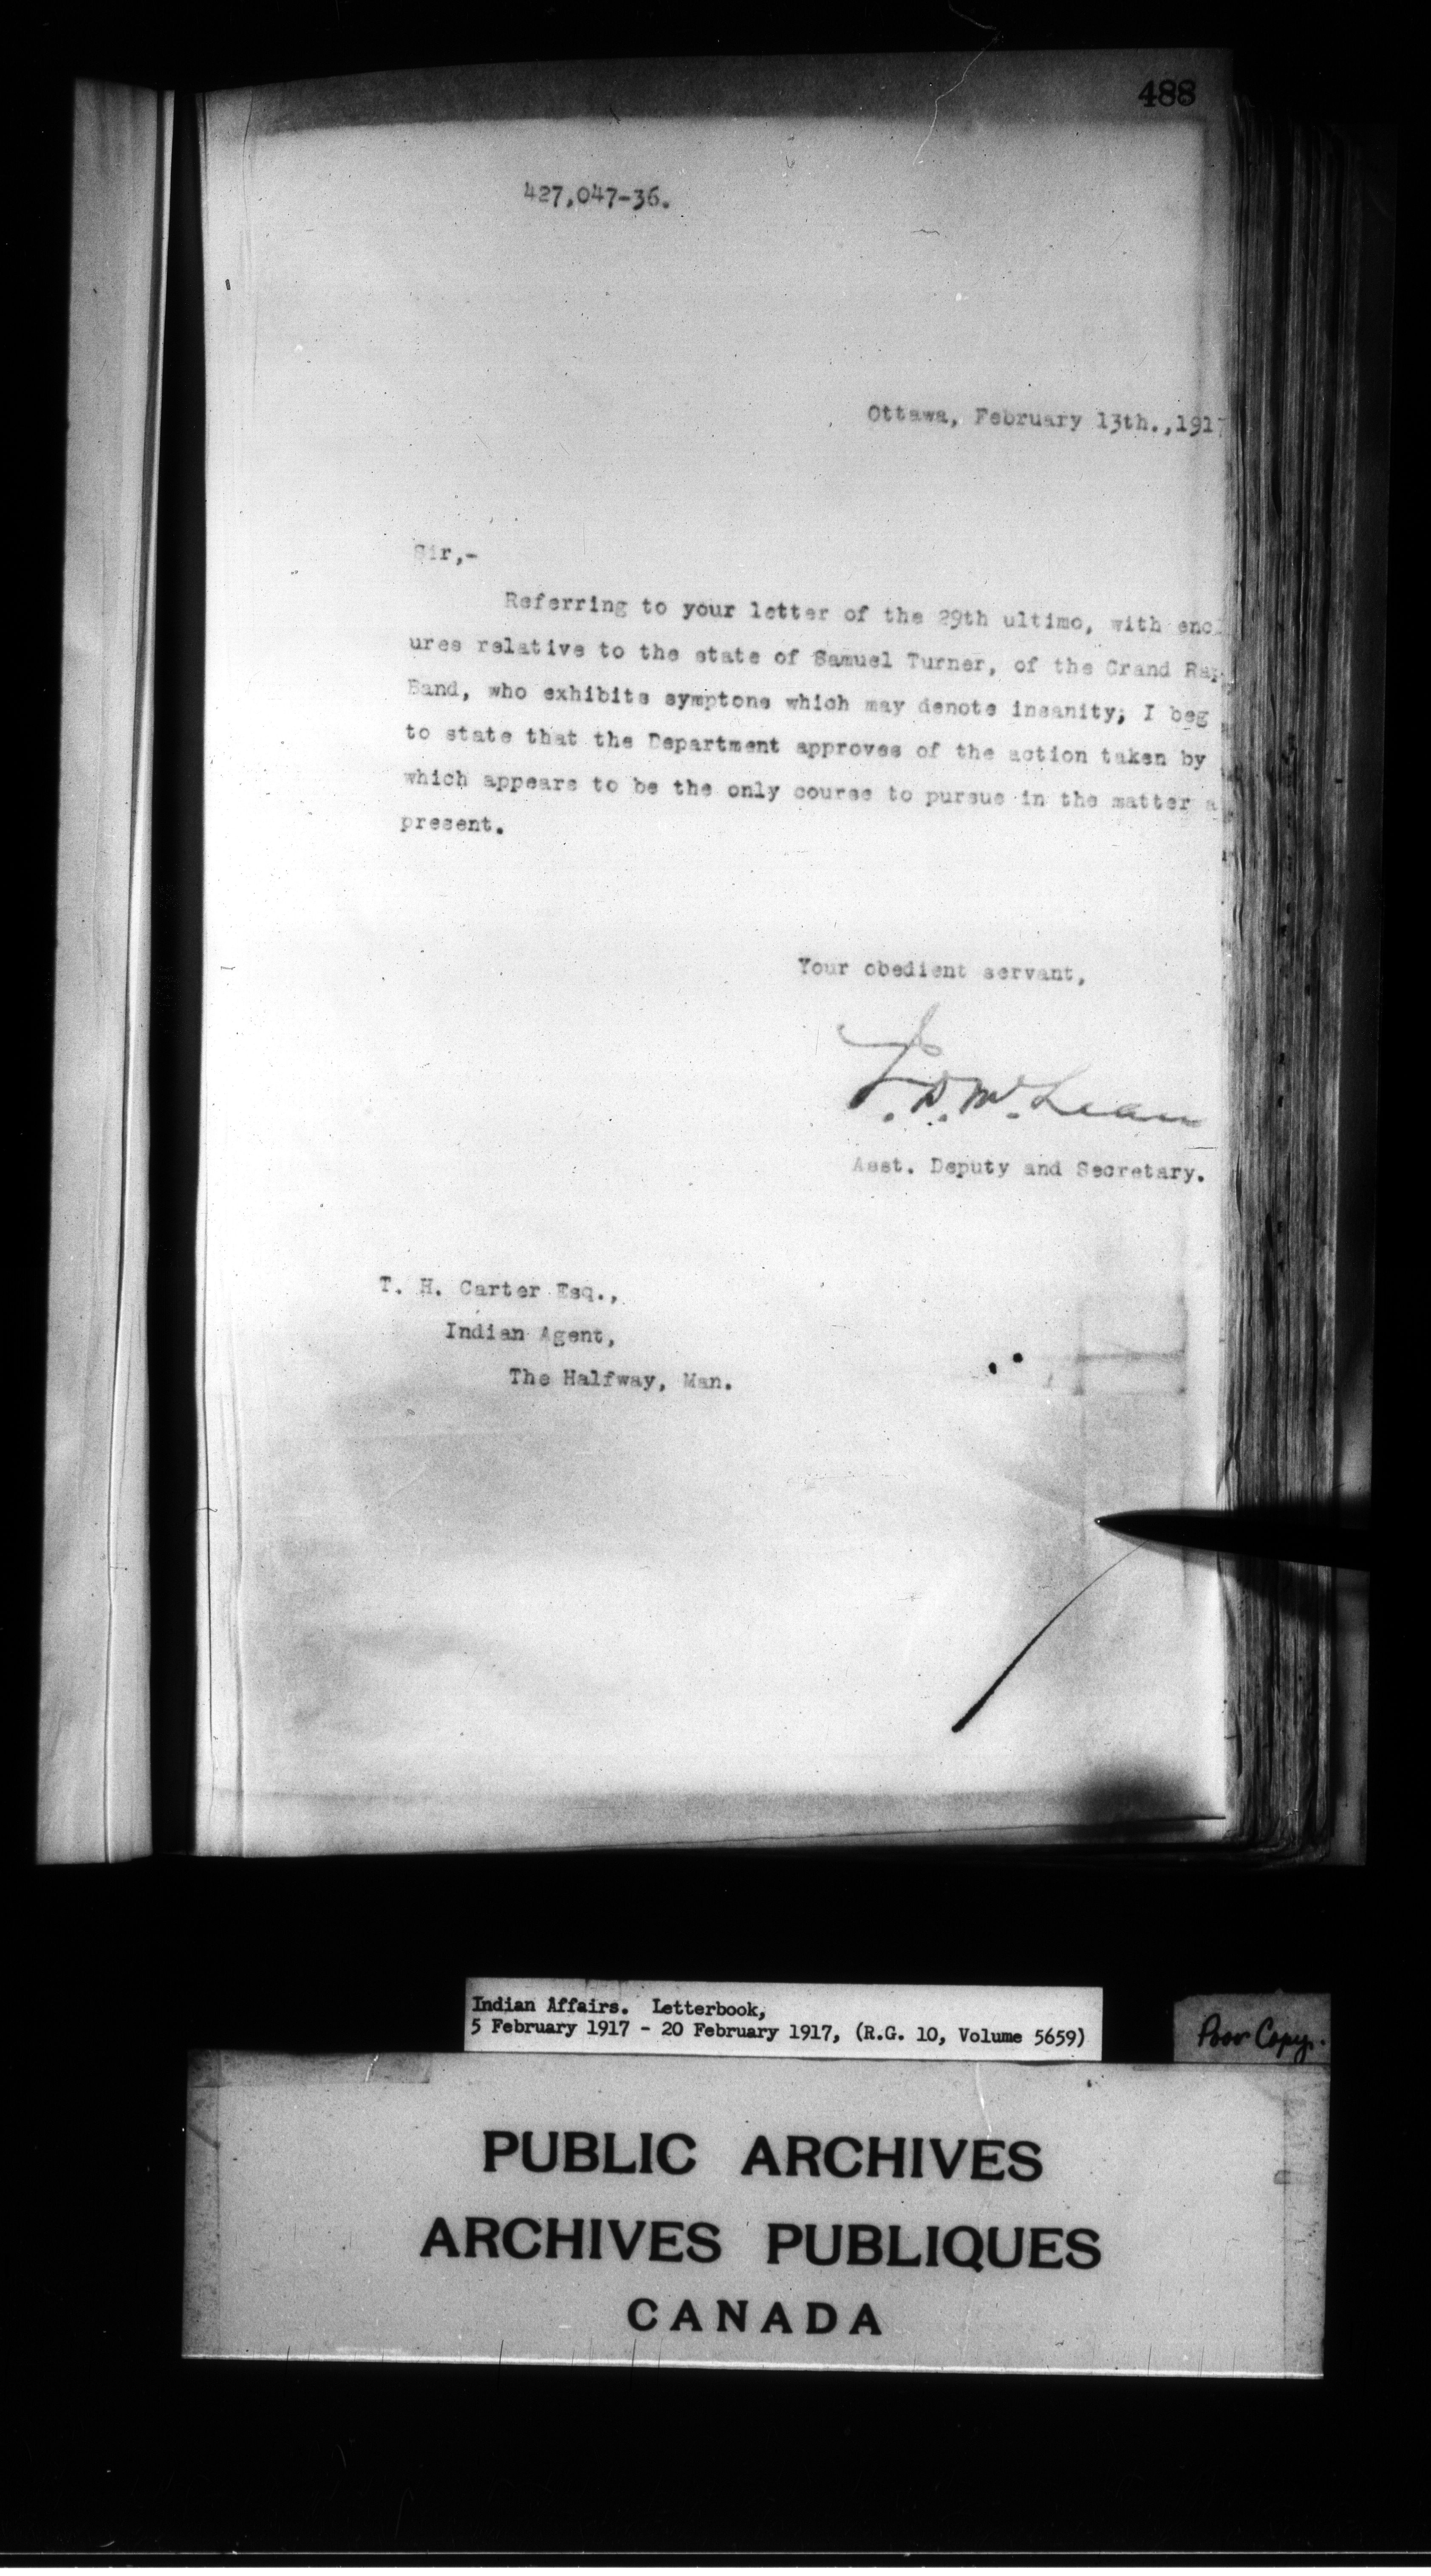 488
427,047-36.
Ottawa, February 13th.,1917
Sir,-
Referring to your letter of the 29th ultimo, with encl
ures relative to the state of Samuel Turner, of the Grand Rap
Band, who exhibits symptons which may denote insanity; I beg
to state that the Department approves of the action taken by
which appears to be the only course to pursue in the matter a
present.
Your obedient servant,
J.D. McLean
Asst. Deputy and Secretary.
T. H. Carter Esq.,
Indian Agent,
The Halfway, Man.
Indian Affairs. Letterbook,
5 February 1917 - 20 February 1917, (R.G. 10, Volume 5659)
Poor Copy.
PUBLIC ARCHIVES
ARCHIVES PUBLIQUES
CANADA